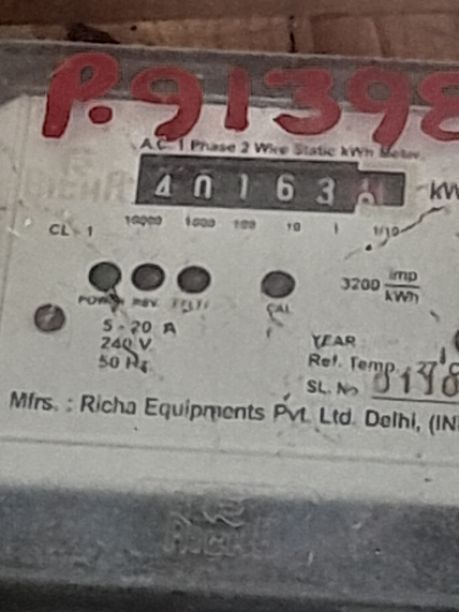 P.91398
A.C. 1 Phase 2 Wire Static kWh Meter
4 0 1 6 3 kW
10000 1000 100 10 1 1/10
CL - 1
3200 imp/kWh
POWER REV. E.L.T.
CAL
5 - 20 A
240 V
50 Hz
YEAR
Ref. Temp.
SL. No
Mfrs. : Richa Equipments Pvt. Ltd. Delhi, (IN